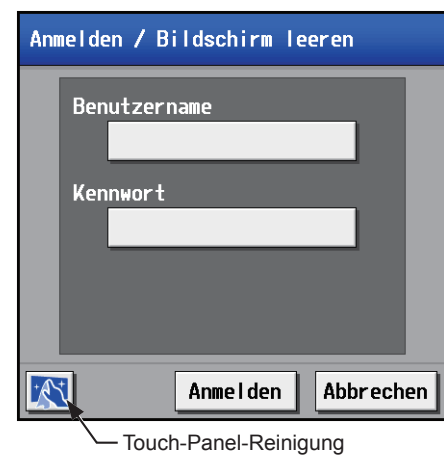 Anmelden / Bildschirm leeren
Benutzername
Kennwort
Anmelden Abbrechen
Touch-Panel-Reinigung